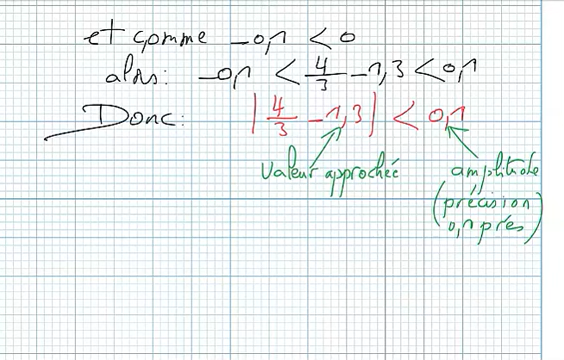 et comme -0,1 < 0
alors: -0,1 < 4/3 - 1,3 < 0,1
Donc: |4/3 - 1,3| < 0,1
Valeur approchée
amplitude
(précision
0,1 près)